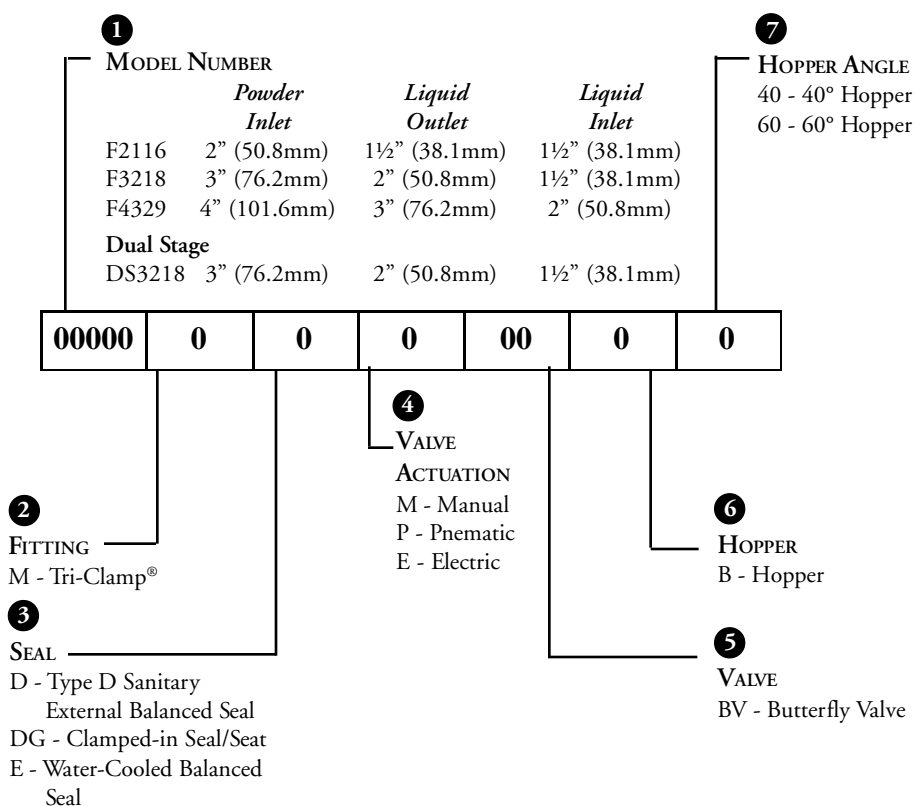 1
MODEL NUMBER
Powder Liquid Liquid
Inlet Outlet Inlet
F2116 2” (50.8mm) 1½” (38.1mm) 1½” (38.1mm)
F3218 3” (76.2mm) 2” (50.8mm) 1½” (38.1mm)
F4329 4” (101.6mm) 3” (76.2mm) 2” (50.8mm)
Dual Stage
DS3218 3” (76.2mm) 2” (50.8mm) 1½” (38.1mm)
7
HOPPER ANGLE
40 - 40º Hopper
60 - 60º Hopper
00000 0 0 0 00 0 0
2
FITTING
M - Tri-Clamp®
3
SEAL
D - Type D Sanitary
External Balanced Seal
DG - Clamped-in Seal/Seat
E - Water-Cooled Balanced
Seal
4
VALVE
ACTUATION
M - Manual
P - Pnematic
E - Electric
6
HOPPER
B - Hopper
5
VALVE
BV - Butterfly Valve